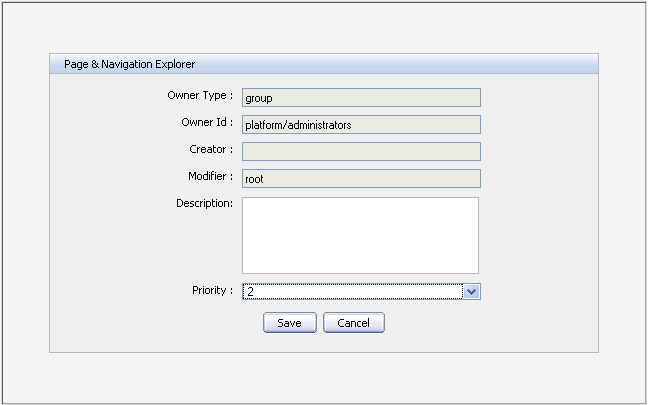 Page & Navigation Explorer
Owner Type : group
Owner Id : platform/administrators
Creator :
Modifier : root
Description:
Priority : 2
Save Cancel